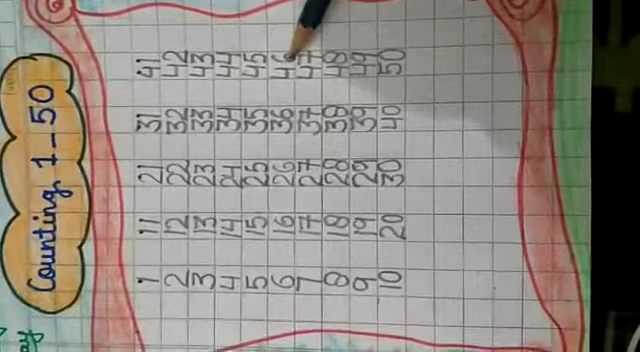 Counting 1-50
1 11 21 31 41
2 12 22 32 42
3 13 23 33 43
4 14 24 34 44
5 15 25 35 45
6 16 26 36 46
7 17 27 37 47
8 18 28 38 48
9 19 29 39 49
10 20 30 40 50